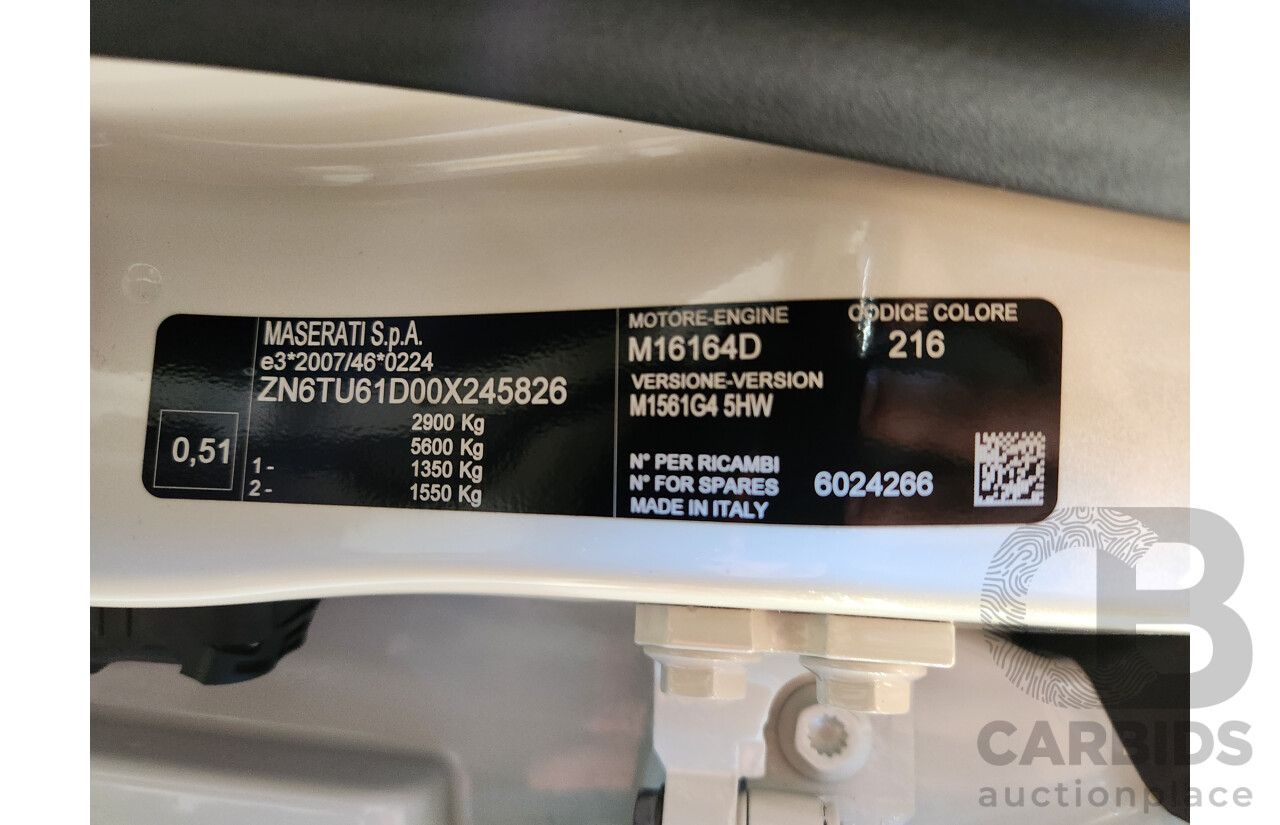 MASERATI S.p.A.
e3*2007/46*0224
ZN6TU61D00X245826
2900 Kg
5600 Kg
1- 1350 Kg
2- 1550 Kg
0,51
MOTORE-ENGINE
M16164D
CODICE COLORE
216
VERSIONE-VERSION
M1561G4 5HW
N° PER RICAMBI
N° FOR SPARES 6024266
MADE IN ITALY
CB
CARBIDS
auctionplace